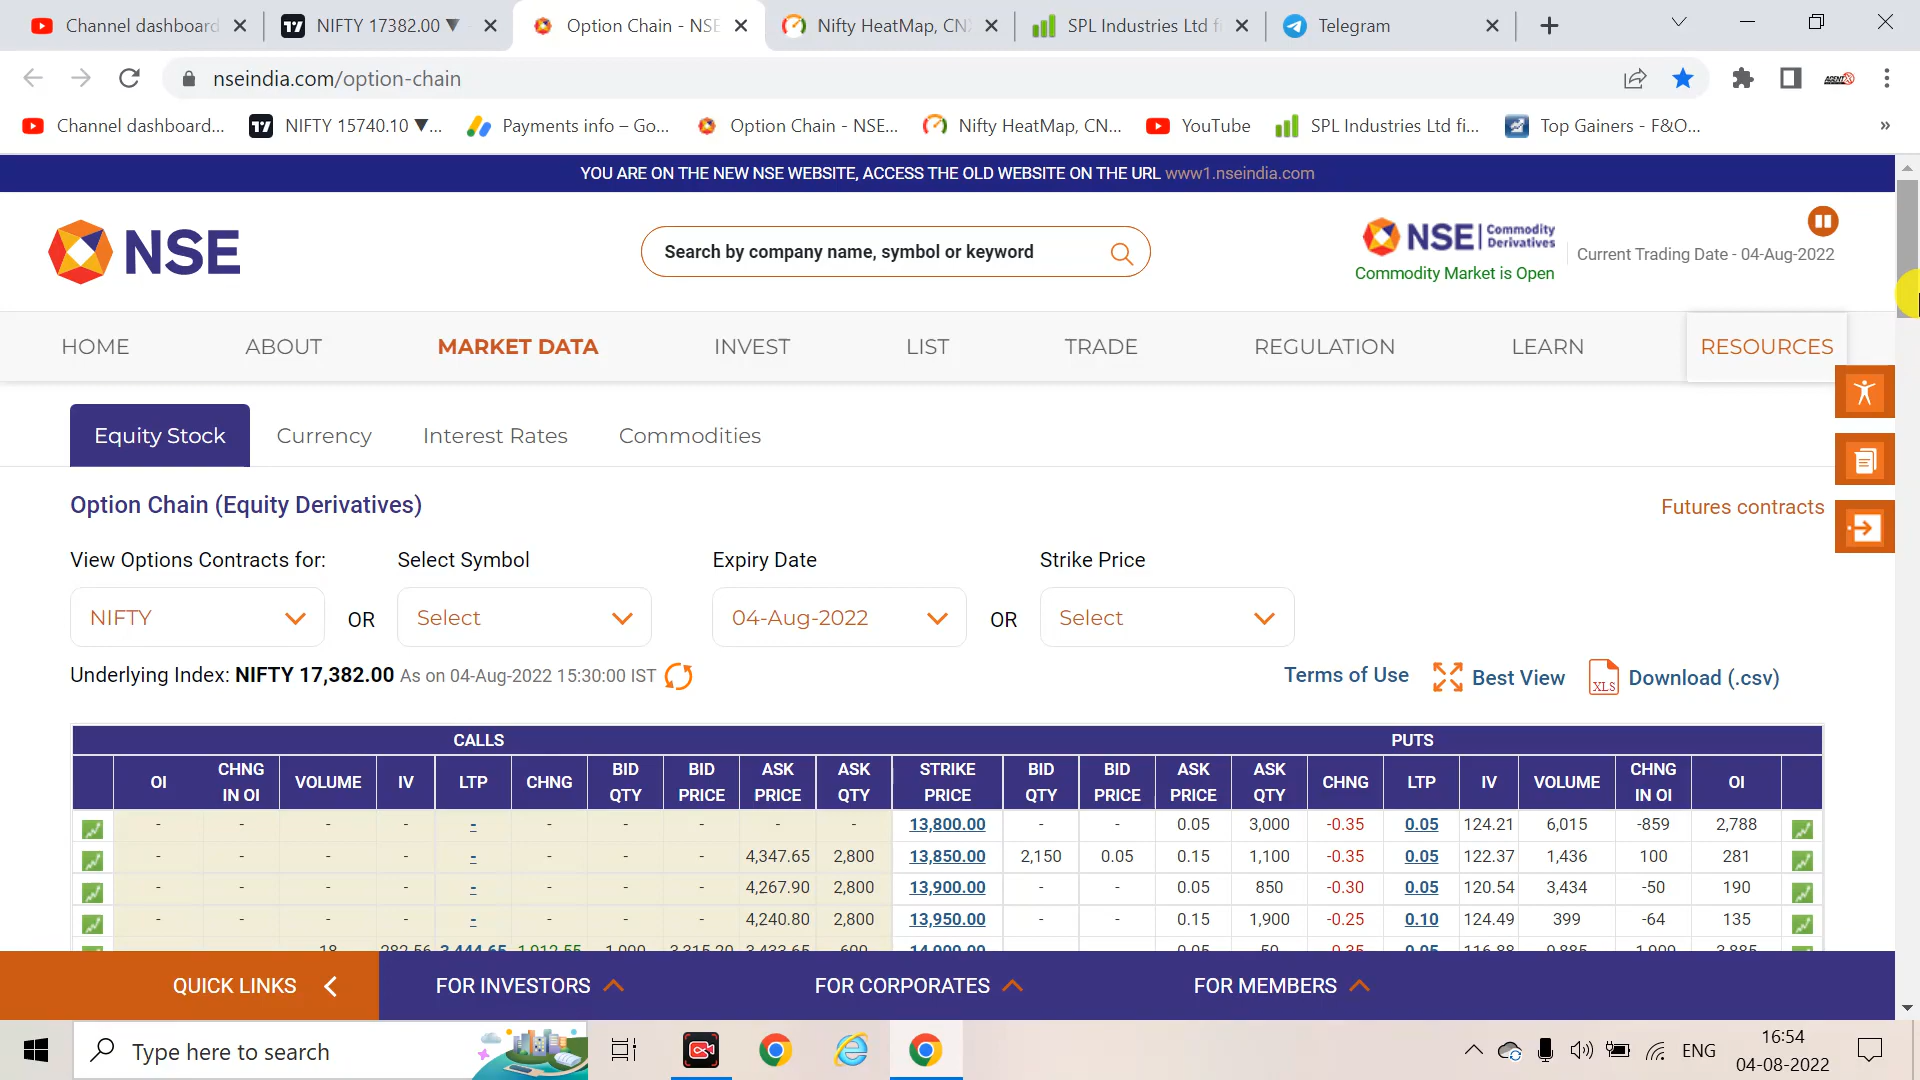 Channel dashboard
NIFTY 17382.00 ▼
Option Chain - NSE
Nifty HeatMap, CN
SPL Industries Ltd fi
Telegram
nseindia.com/option-chain
Channel dashboard...
NIFTY 15740.10 ▼...
Payments info – Go...
Option Chain - NSE...
Nifty HeatMap, CN...
YouTube
SPL Industries Ltd fi...
Top Gainers - F&O...
»
YOU ARE ON THE NEW NSE WEBSITE, ACCESS THE OLD WEBSITE ON THE URL www1.nseindia.com
NSE
Search by company name, symbol or keyword
NSE Commodity Derivatives
Commodity Market is Open
Current Trading Date - 04-Aug-2022
HOME ABOUT MARKET DATA INVEST LIST TRADE REGULATION LEARN RESOURCES
Equity Stock Currency Interest Rates Commodities
Option Chain (Equity Derivatives)
Futures contracts
View Options Contracts for: Select Symbol Expiry Date Strike Price
NIFTY OR Select 04-Aug-2022 OR Select
Underlying Index: NIFTY 17,382.00 As on 04-Aug-2022 15:30:00 IST
Terms of Use Best View XLS Download (.csv)
CALLS PUTS
OI CHNG IN OI VOLUME IV LTP CHNG BID QTY BID PRICE ASK PRICE ASK QTY STRIKE PRICE BID QTY BID PRICE ASK PRICE ASK QTY CHNG LTP IV VOLUME CHNG IN OI OI
- - - - - - - - - - 13,800.00 - - 0.05 3,000 -0.35 0.05 124.21 6,015 -859 2,788
- - - - - - - - 4,347.65 2,800 13,850.00 2,150 0.05 0.15 1,100 -0.35 0.05 122.37 1,436 100 281
- - - - - - - - 4,267.90 2,800 13,900.00 - - 0.05 850 -0.30 0.05 120.54 3,434 -50 190
- - - - - - - - 4,240.80 2,800 13,950.00 - - 0.15 1,900 -0.25 0.10 124.49 399 -64 135
QUICK LINKS FOR INVESTORS FOR CORPORATES FOR MEMBERS
Type here to search
ENG
16:54
04-08-2022